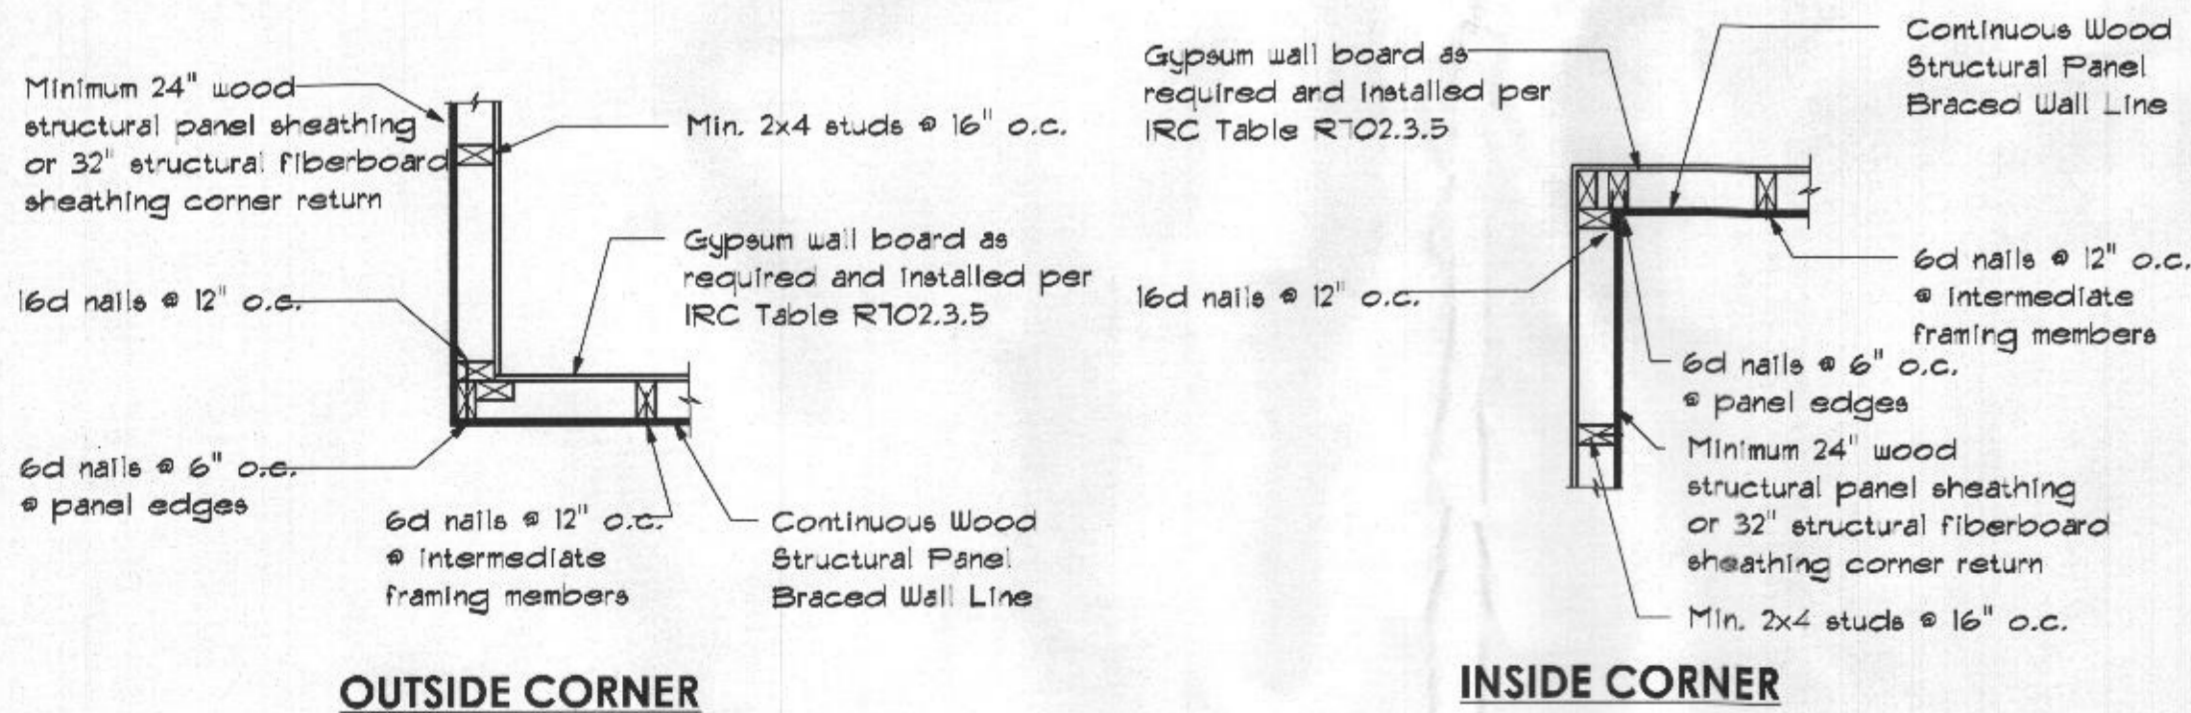 Minimum 24" wood
structural panel sheathing
or 32" structural fiberboard
sheathing corner return
Min. 2x4 studs @ 16" o.c.
Gypsum wall board as
required and installed per
IRC Table R702.3.5
16d nails @ 12" o.c.
6d nails @ 6" o.c.
@ panel edges
6d nails @ 12" o.c.
@ intermediate
framing members
Continuous Wood
Structural Panel
Braced Wall Line
OUTSIDE CORNER
Gypsum wall board as
required and installed per
IRC Table R702.3.5
Continuous Wood
Structural Panel
Braced Wall Line
16d nails @ 12" o.c.
6d nails @ 12" o.c.
@ intermediate
framing members
6d nails @ 6" o.c.
@ panel edges
Minimum 24" wood
structural panel sheathing
or 32" structural fiberboard
sheathing corner return
Min. 2x4 studs @ 16" o.c.
INSIDE CORNER